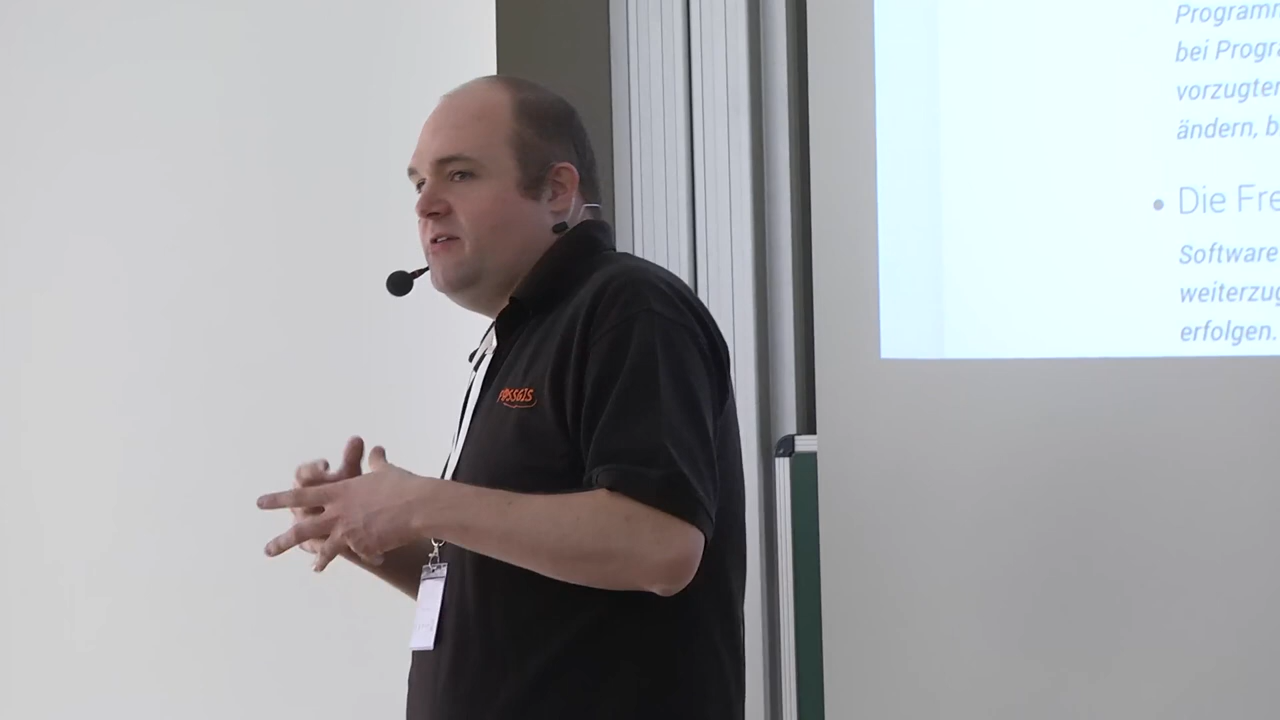 FOSSGIS
Programm
bei Progra
vorzugten
ändern, b
• Die Fre
Software
weiterzug
erfolgen.